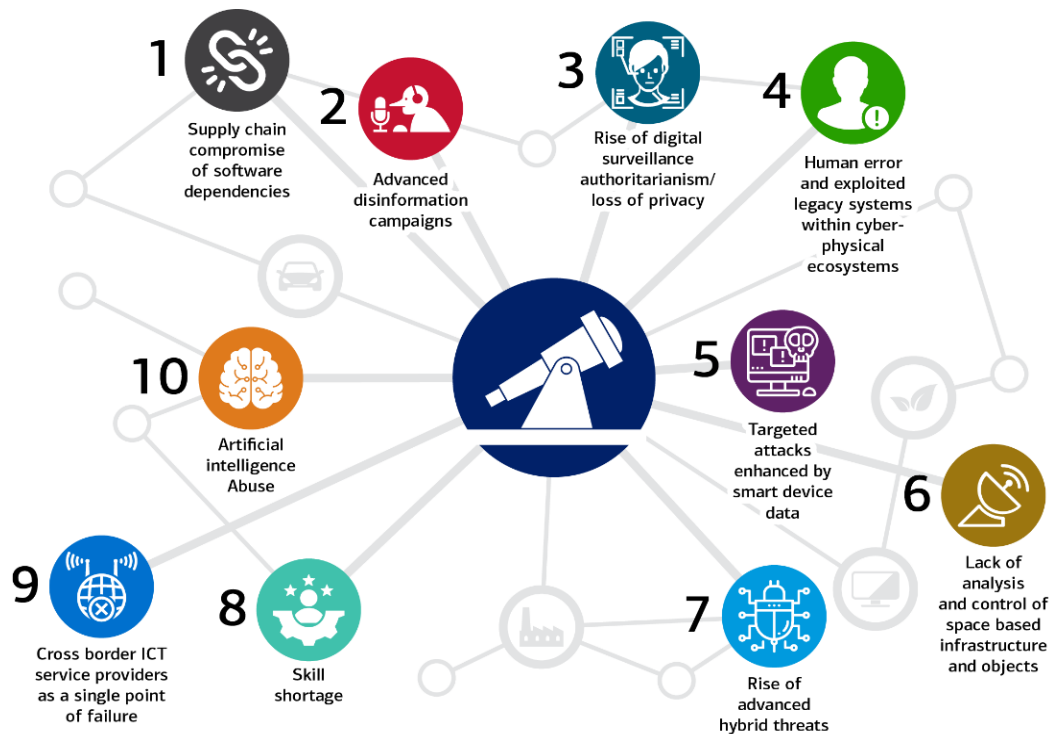 1
Supply chain
compromise
of software
dependencies
2
Advanced
disinformation
campaigns
3
Rise of digital
surveillance
authoritarianism/
loss of privacy
4
Human error
and exploited
legacy systems
within cyber-
physical
ecosystems
5
Targeted
attacks
enhanced by
smart device
data
6
Lack of
analysis
and control of
space based
infrastructure
and objects
7
Rise of
advanced
hybrid threats
8
Skill
shortage
9
Cross border ICT
service providers
as a single point
of failure
10
Artificial
intelligence
Abuse